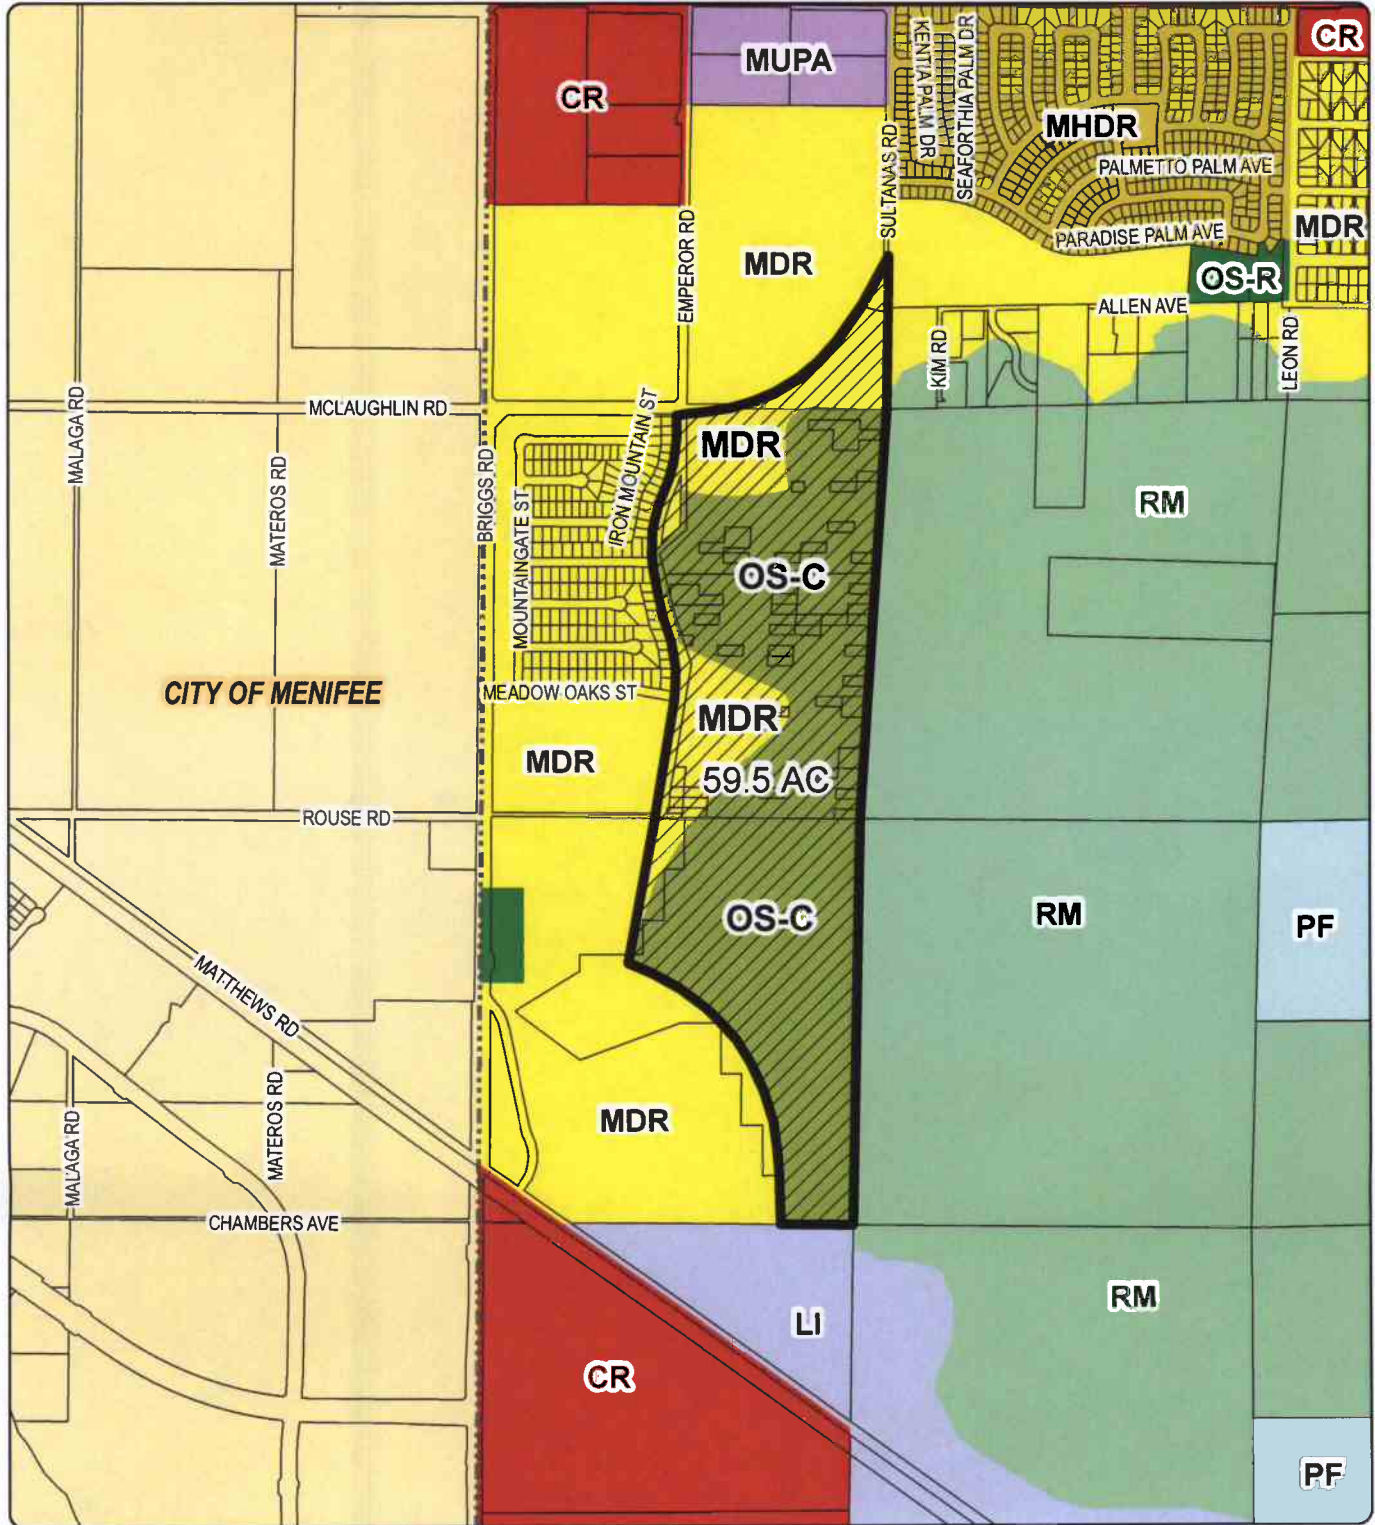 CR
MUPA
CR
KENTIA PALM DR
SEAFORTHIA PALM DR
MHDR
SULTANAS RD
PALMETTO PALM AVE
PARADISE PALM AVE
MDR
EMPEROR RD
MDR
OS-R
ALLEN AVE
KIM RD
LEON RD
MALAGA RD
MCLAUGHLIN RD
IRON MOUNTAIN ST
MDR
MATEROS RD
BRIGGS RD
MOUNTAINGATE ST
RM
OS-C
CITY OF MENIFEE
MEADOW OAKS ST
MDR
MDR
59.5 AC
ROUSE RD
OS-C
RM
PF
MATTHEWS RD
MALAGA RD
MATEROS RD
MDR
CHAMBERS AVE
RM
LI
CR
PF